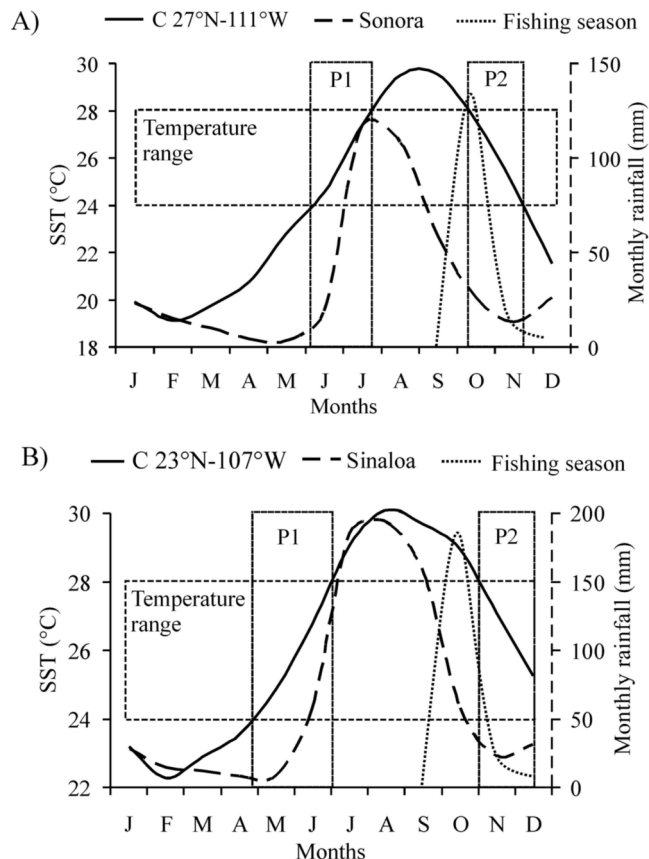 A)
C 27°N-111°W Sonora Fishing season
30 150
28 P1 P2
Temperature
range
26 100
24
22 50
20
18 0
SST (°C)
Monthly rainfall (mm)
J F M A M J J A S O N D
Months
B)
C 23°N-107°W Sinaloa Fishing season
30 200
P1 P2
28 150
Temperature
range
26 100
24 50
22 0
SST (°C)
Monthly rainfall (mm)
J F M A M J J A S O N D
Months